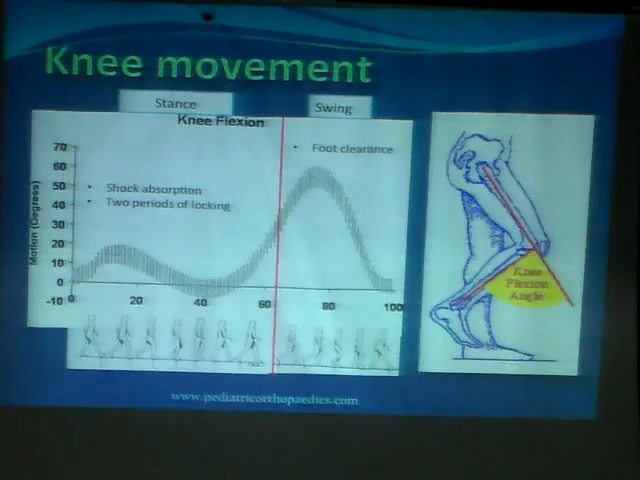 Knee movement
Stance
Swing
Knee Flexion
• Foot clearance
• Shock absorption
• Two periods of locking
Motion (Degrees)
70
60
50
40
30
20
10
0
-10
0
20
40
60
80
100
Knee
Flexion
Angle
www.pediatricorthopaedics.com